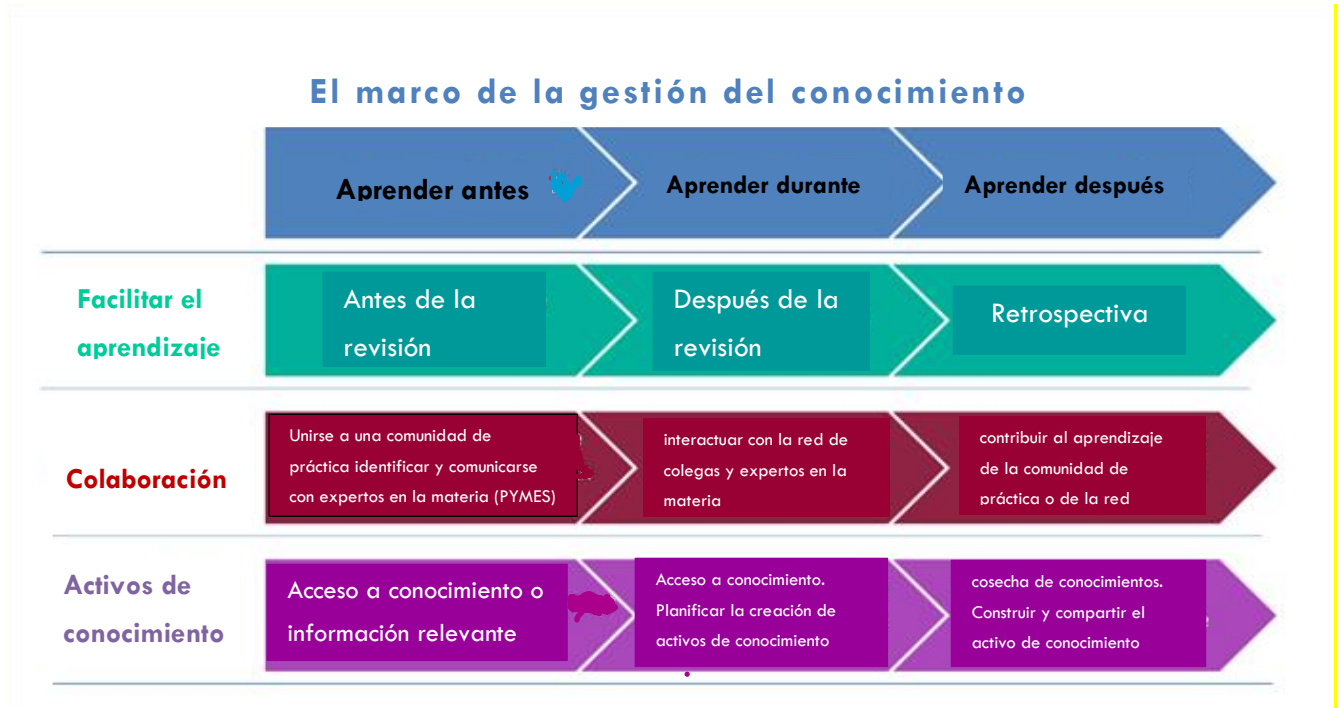 El marco de la gestión del conocimiento
Aprender antes
Aprender durante
Aprender después
Facilitar el
aprendizaje
Antes de la
revisión
Después de la
revisión
Retrospectiva
Colaboración
Unirse a una comunidad de
práctica identificar y comunicarse
con expertos en la materia (PYMES)
interactuar con la red de
colegas y expertos en la
materia
contribuir al aprendizaje
de la comunidad de
práctica o de la red
Activos de
conocimiento
Acceso a conocimiento o
información relevante
Acceso a conocimiento.
Planificar la creación de
activos de conocimiento
cosecha de conocimientos.
Construir y compartir el
activo de conocimiento